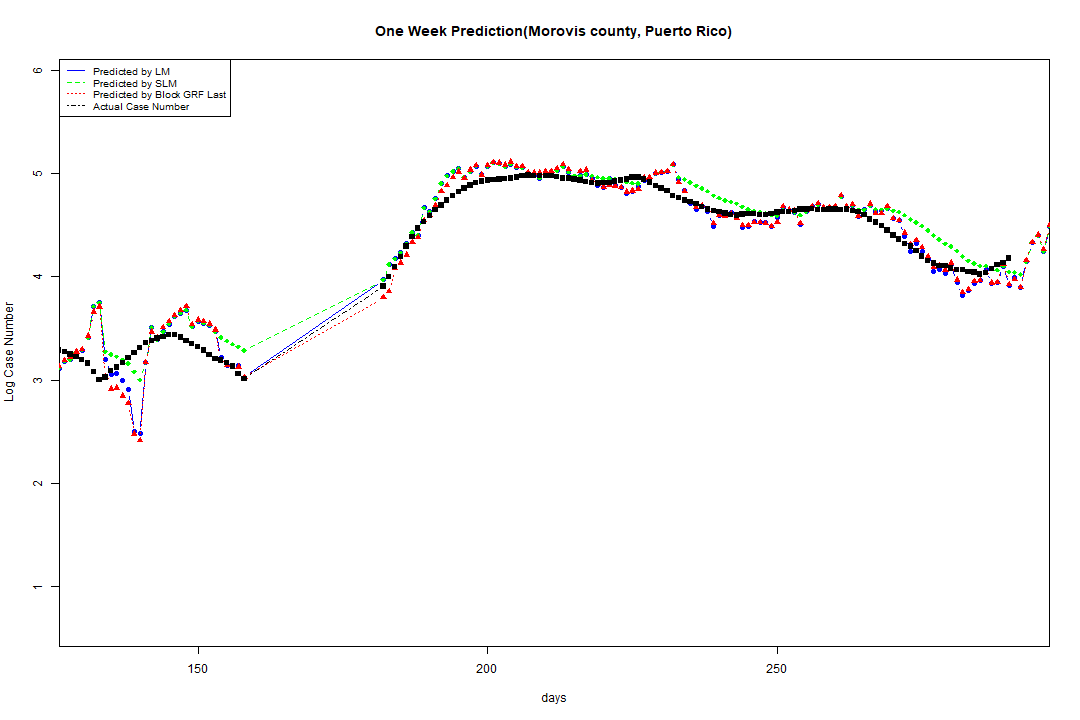 One Week Prediction(Morovis county, Puerto Rico)
Predicted by LM
Predicted by SLM
Predicted by Block GRF Last
Actual Case Number
6
5
4
3
2
1
Log Case Number
150
200
250
days